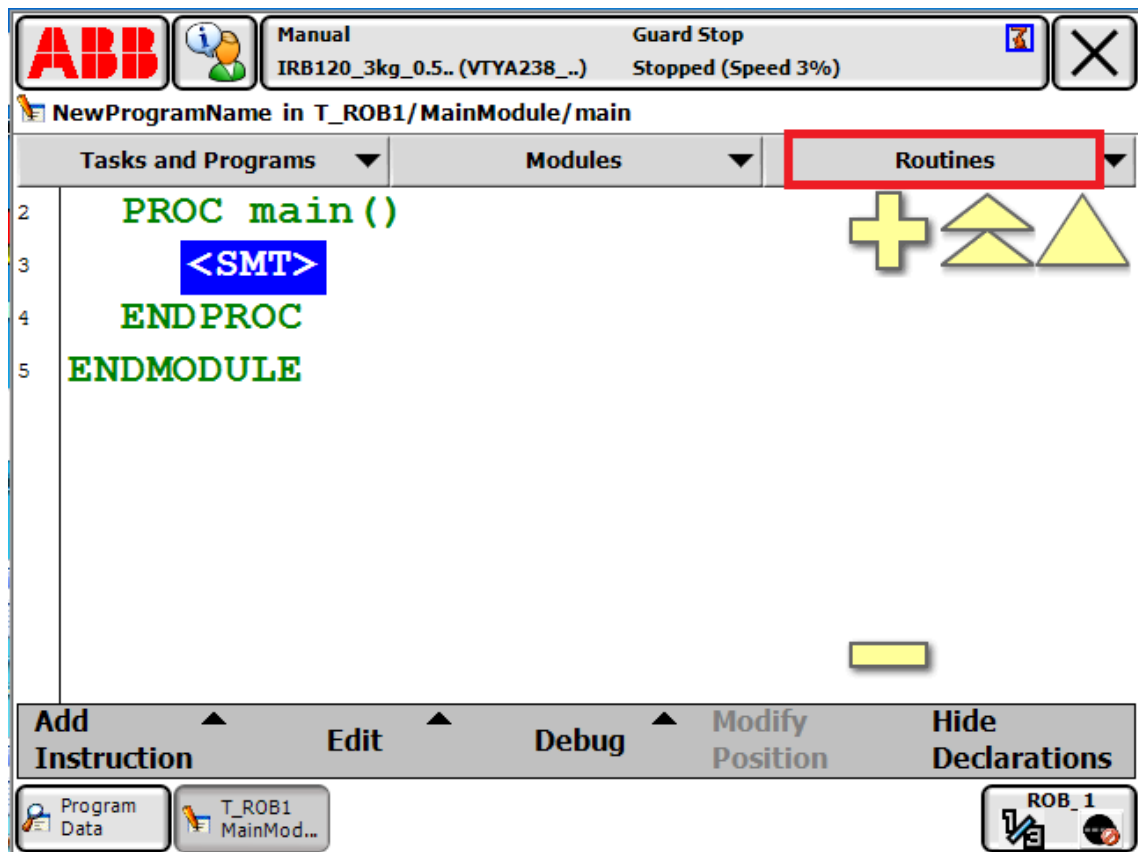 ABB
Manual
Guard Stop
IRB120_3kg_0.5.. (VTYA238_..)
Stopped (Speed 3%)
NewProgramName in T_ROB1/MainModule/main
Tasks and Programs
Modules
Routines
2
PROC main()
3
<SMT>
4
ENDPROC
5
ENDMODULE
Add
Instruction
Edit
Debug
Modify
Position
Hide
Declarations
Program
Data
T_ROB1
MainMod...
ROB_1
1/3